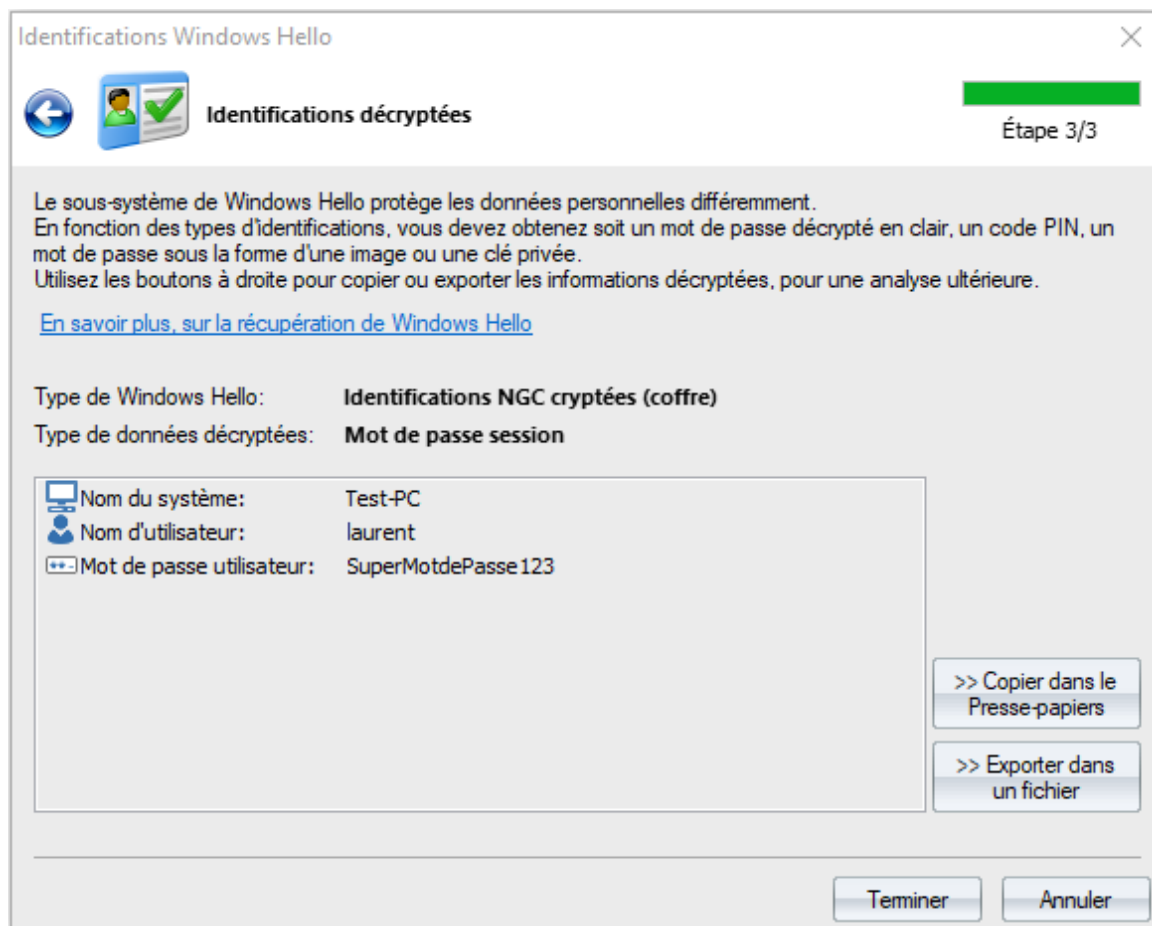 Identifications Windows Hello
Identifications décryptées
Étape 3/3
Le sous-système de Windows Hello protège les données personnelles différemment.
En fonction des types d'identifications, vous devez obtenez soit un mot de passe décrypté en clair, un code PIN, un
mot de passe sous la forme d'une image ou une clé privée.
Utilisez les boutons à droite pour copier ou exporter les informations décryptées, pour une analyse ultérieure.
En savoir plus, sur la récupération de Windows Hello
Type de Windows Hello: Identifications NGC cryptées (coffre)
Type de données décryptées: Mot de passe session
Nom du système: Test-PC
Nom d'utilisateur: laurent
Mot de passe utilisateur: SuperMotdePasse123
>> Copier dans le
Presse-papiers
>> Exporter dans
un fichier
Terminer Annuler